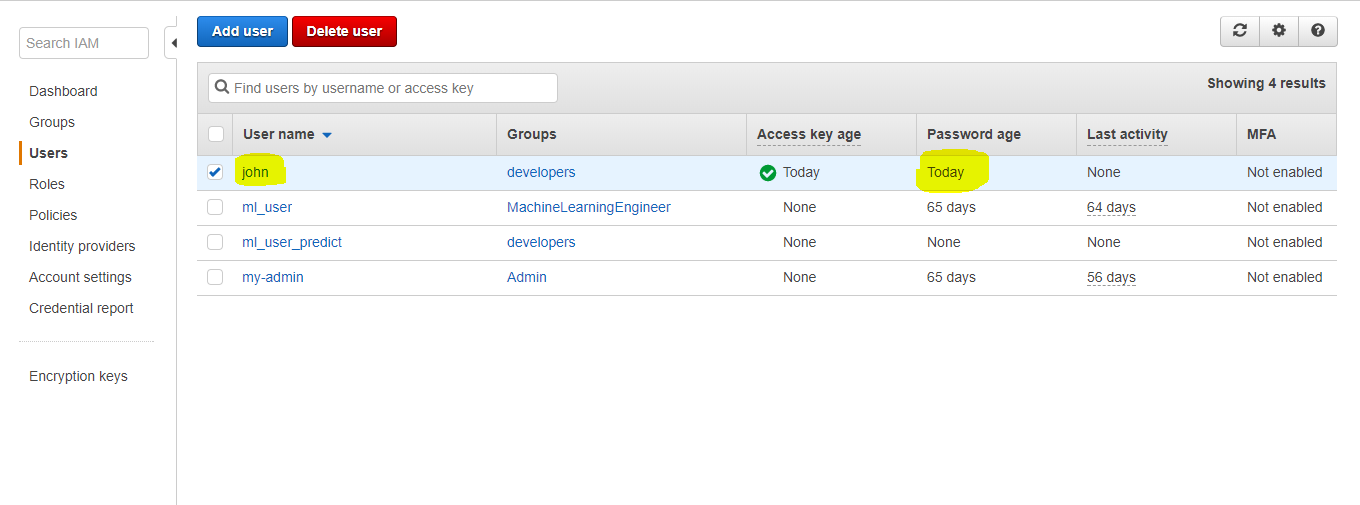 Add user Delete user
Search IAM
Showing 4 results
Find users by username or access key
Dashboard
Groups
Users
Roles
Policies
Identity providers
Account settings
Credential report
Encryption keys
User name Groups Access key age Password age Last activity MFA
john developers Today Today None Not enabled
ml_user MachineLearningEngineer None 65 days 64 days Not enabled
ml_user_predict developers None None None Not enabled
my-admin Admin None 65 days 56 days Not enabled